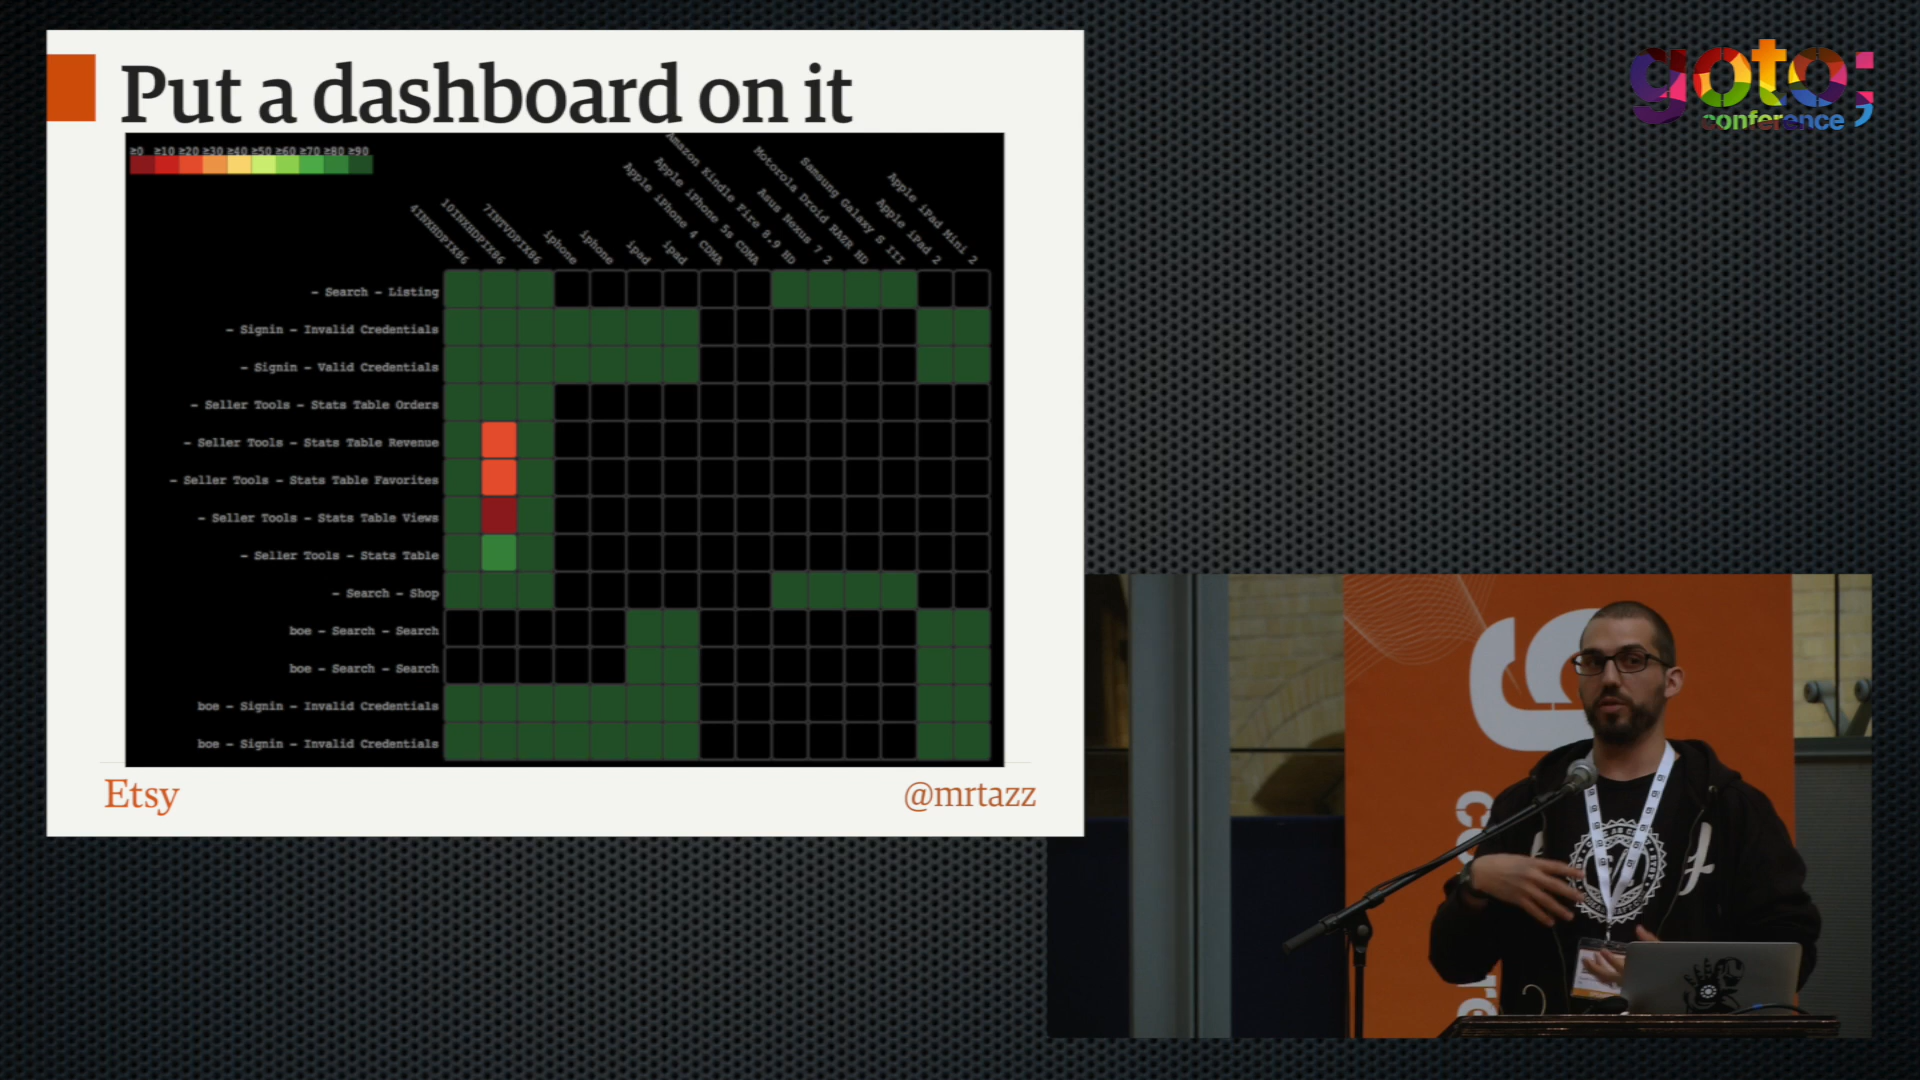 Put a dashboard on it
goto;
conference
≥0 ≥10 ≥20 ≥30 ≥40 ≥50 ≥60 ≥70 ≥80 ≥90
4INXHDPIX86
10INXHDPIX86
7INTVDPIX86
iphone
iphone
ipad
ipad
Apple iPhone 4 CDMA
Apple iPhone 5s CDMA
Amazon Kindle Fire 8.9 HD
Asus Nexus 7 2
Motorola Droid RAZR HD
Samsung Galaxy S III
Apple iPad 2
Apple iPad Mini 2
- Search - Listing
- Signin - Invalid Credentials
- Signin - Valid Credentials
- Seller Tools - Stats Table Orders
- Seller Tools - Stats Table Revenue
- Seller Tools - Stats Table Favorites
- Seller Tools - Stats Table Views
- Seller Tools - Stats Table
- Search - Shop
boe - Search - Search
boe - Search - Search
boe - Signin - Invalid Credentials
boe - Signin - Invalid Credentials
Etsy
@mrtazz